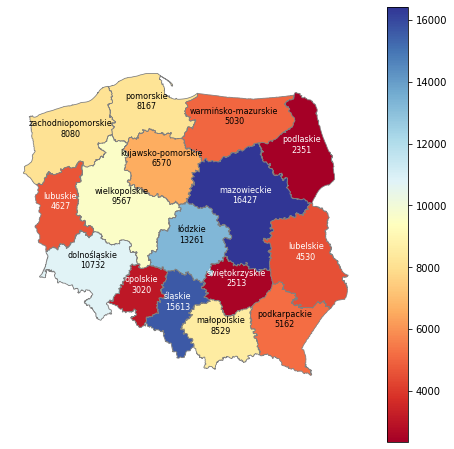 pomorskie
8167
warmińsko-mazurskie
5030
zachodniopomorskie
8080
podlaskie
2351
kujawsko-pomorskie
6570
wielkopolskie
9567
mazowieckie
16427
lubuskie
4627
łódzkie
13261
lubelskie
4530
dolnośląskie
10732
opolskie
3020
świętokrzyskie
2513
śląskie
15613
małopolskie
8529
podkarpackie
5162
16000
14000
12000
10000
8000
6000
4000